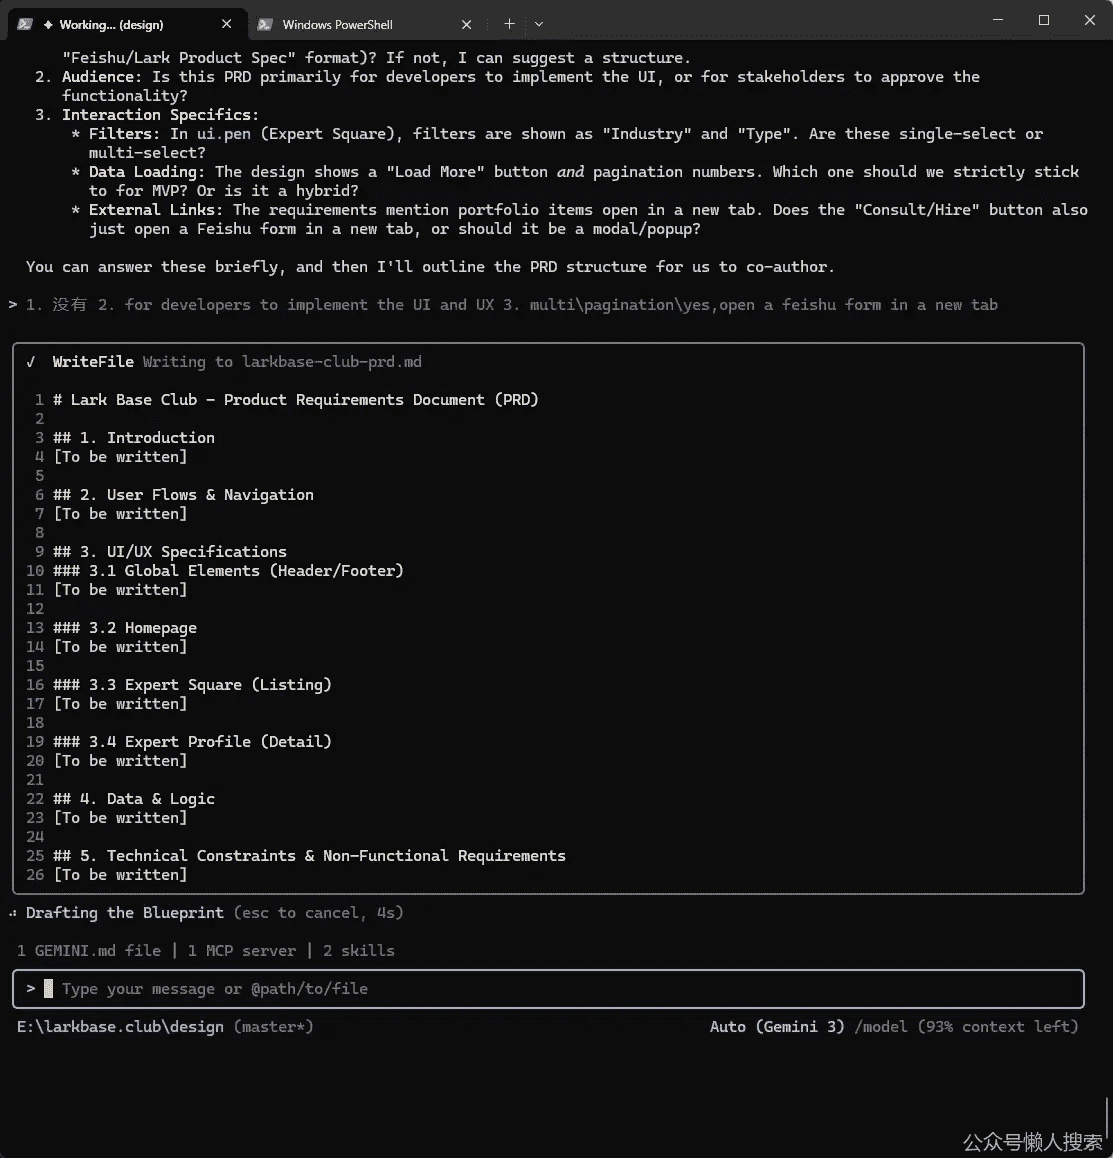 ✦ Working... (design)
Windows PowerShell
"Feishu/Lark Product Spec" format)? If not, I can suggest a structure.
2. Audience: Is this PRD primarily for developers to implement the UI, or for stakeholders to approve the
functionality?
3. Interaction Specifics:
* Filters: In ui.pen (Expert Square), filters are shown as "Industry" and "Type". Are these single-select or
multi-select?
* Data Loading: The design shows a "Load More" button and pagination numbers. Which one should we strictly stick
to for MVP? Or is it a hybrid?
* External Links: The requirements mention portfolio items open in a new tab. Does the "Consult/Hire" button also
just open a Feishu form in a new tab, or should it be a modal/popup?
You can answer these briefly, and then I'll outline the PRD structure for us to co-author.
> 1. 没有 2. for developers to implement the UI and UX 3. multi\pagination\yes,open a feishu form in a new tab
✓ WriteFile Writing to larkbase-club-prd.md
1 # Lark Base Club - Product Requirements Document (PRD)
2
3 ## 1. Introduction
4 [To be written]
5
6 ## 2. User Flows & Navigation
7 [To be written]
8
9 ## 3. UI/UX Specifications
10 ### 3.1 Global Elements (Header/Footer)
11 [To be written]
12
13 ### 3.2 Homepage
14 [To be written]
15
16 ### 3.3 Expert Square (Listing)
17 [To be written]
18
19 ### 3.4 Expert Profile (Detail)
20 [To be written]
21
22 ## 4. Data & Logic
23 [To be written]
24
25 ## 5. Technical Constraints & Non-Functional Requirements
26 [To be written]
Drafting the Blueprint (esc to cancel, 4s)
1 GEMINI.md file | 1 MCP server | 2 skills
> Type your message or @path/to/file
E:\larkbase.club\design (master*) Auto (Gemini 3) /model (93% context left)
公众号懒人搜索